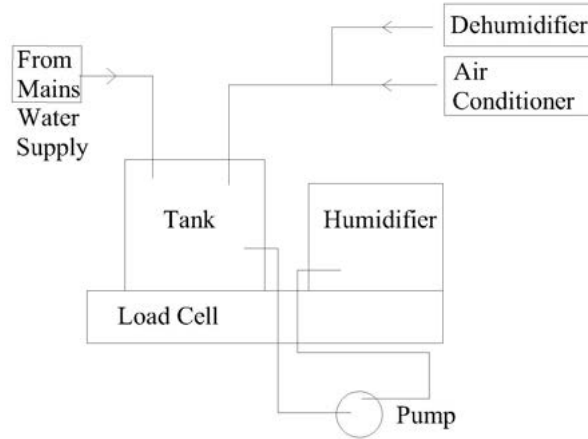 Dehumidifier
From
Mains
Water
Supply
Air
Conditioner
Tank
Humidifier
Load Cell
Pump